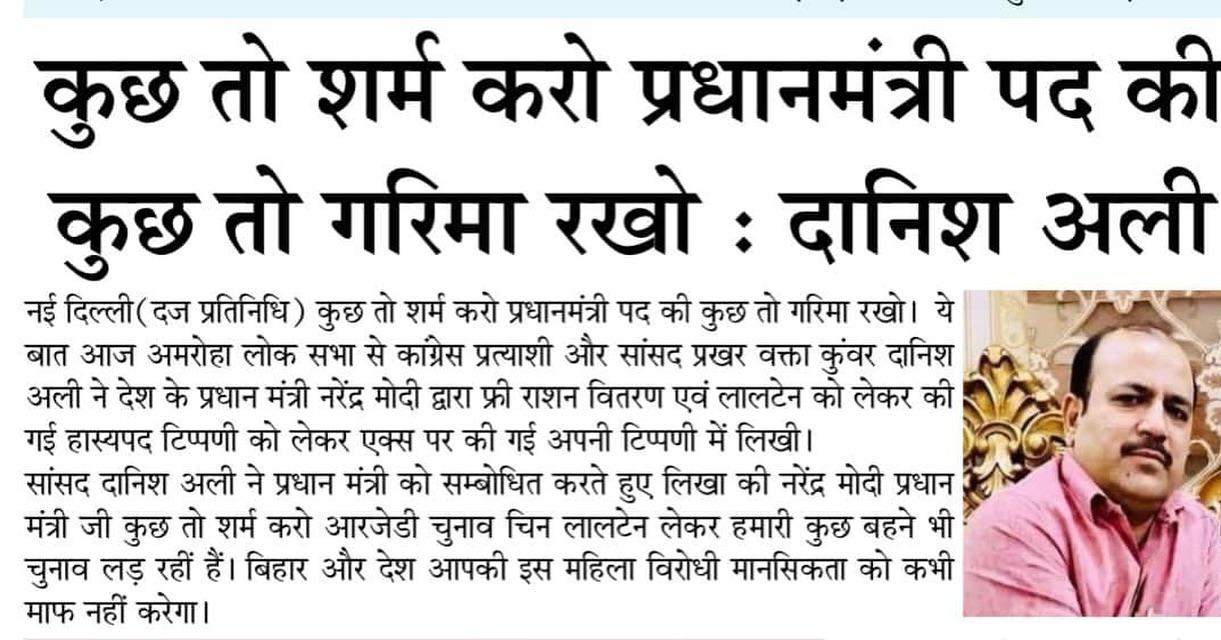 कुछ तो शर्म करो प्रधानमंत्री पद की
कुछ तो गरिमा रखो : दानिश अली
नई दिल्ली(दज प्रतिनिधि) कुछ तो शर्म करो प्रधानमंत्री पद की कुछ तो गरिमा रखो। ये
बात आज अमरोहा लोक सभा से कांग्रेस प्रत्याशी और सांसद प्रखर वक्ता कुंवर दानिश
अली ने देश के प्रधान मंत्री नरेंद्र मोदी द्वारा फ्री राशन वितरण एवं लालटेन को लेकर की
गई हास्यपद टिप्पणी को लेकर एक्स पर की गई अपनी टिप्पणी में लिखी।
सांसद दानिश अली ने प्रधान मंत्री को सम्बोधित करते हुए लिखा की नरेंद्र मोदी प्रधान
मंत्री जी कुछ तो शर्म करो आरजेडी चुनाव चिन लालटेन लेकर हमारी कुछ बहने भी
चुनाव लड़ रहीं हैं। बिहार और देश आपकी इस महिला विरोधी मानसिकता को कभी
माफ नहीं करेगा।